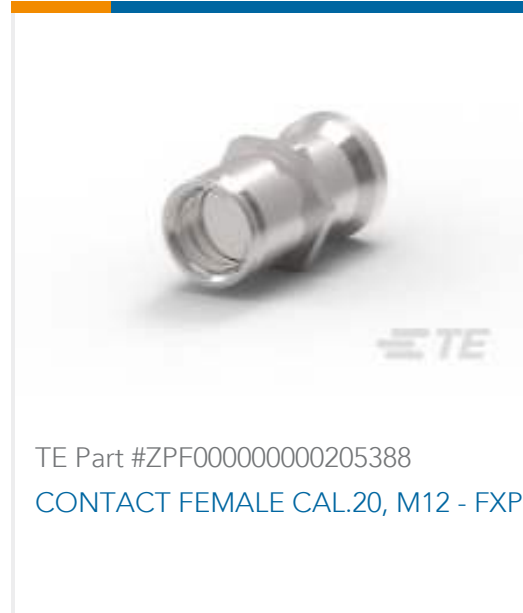 TE
TE Part #ZPF000000000205388
CONTACT FEMALE CAL.20, M12 - FXP